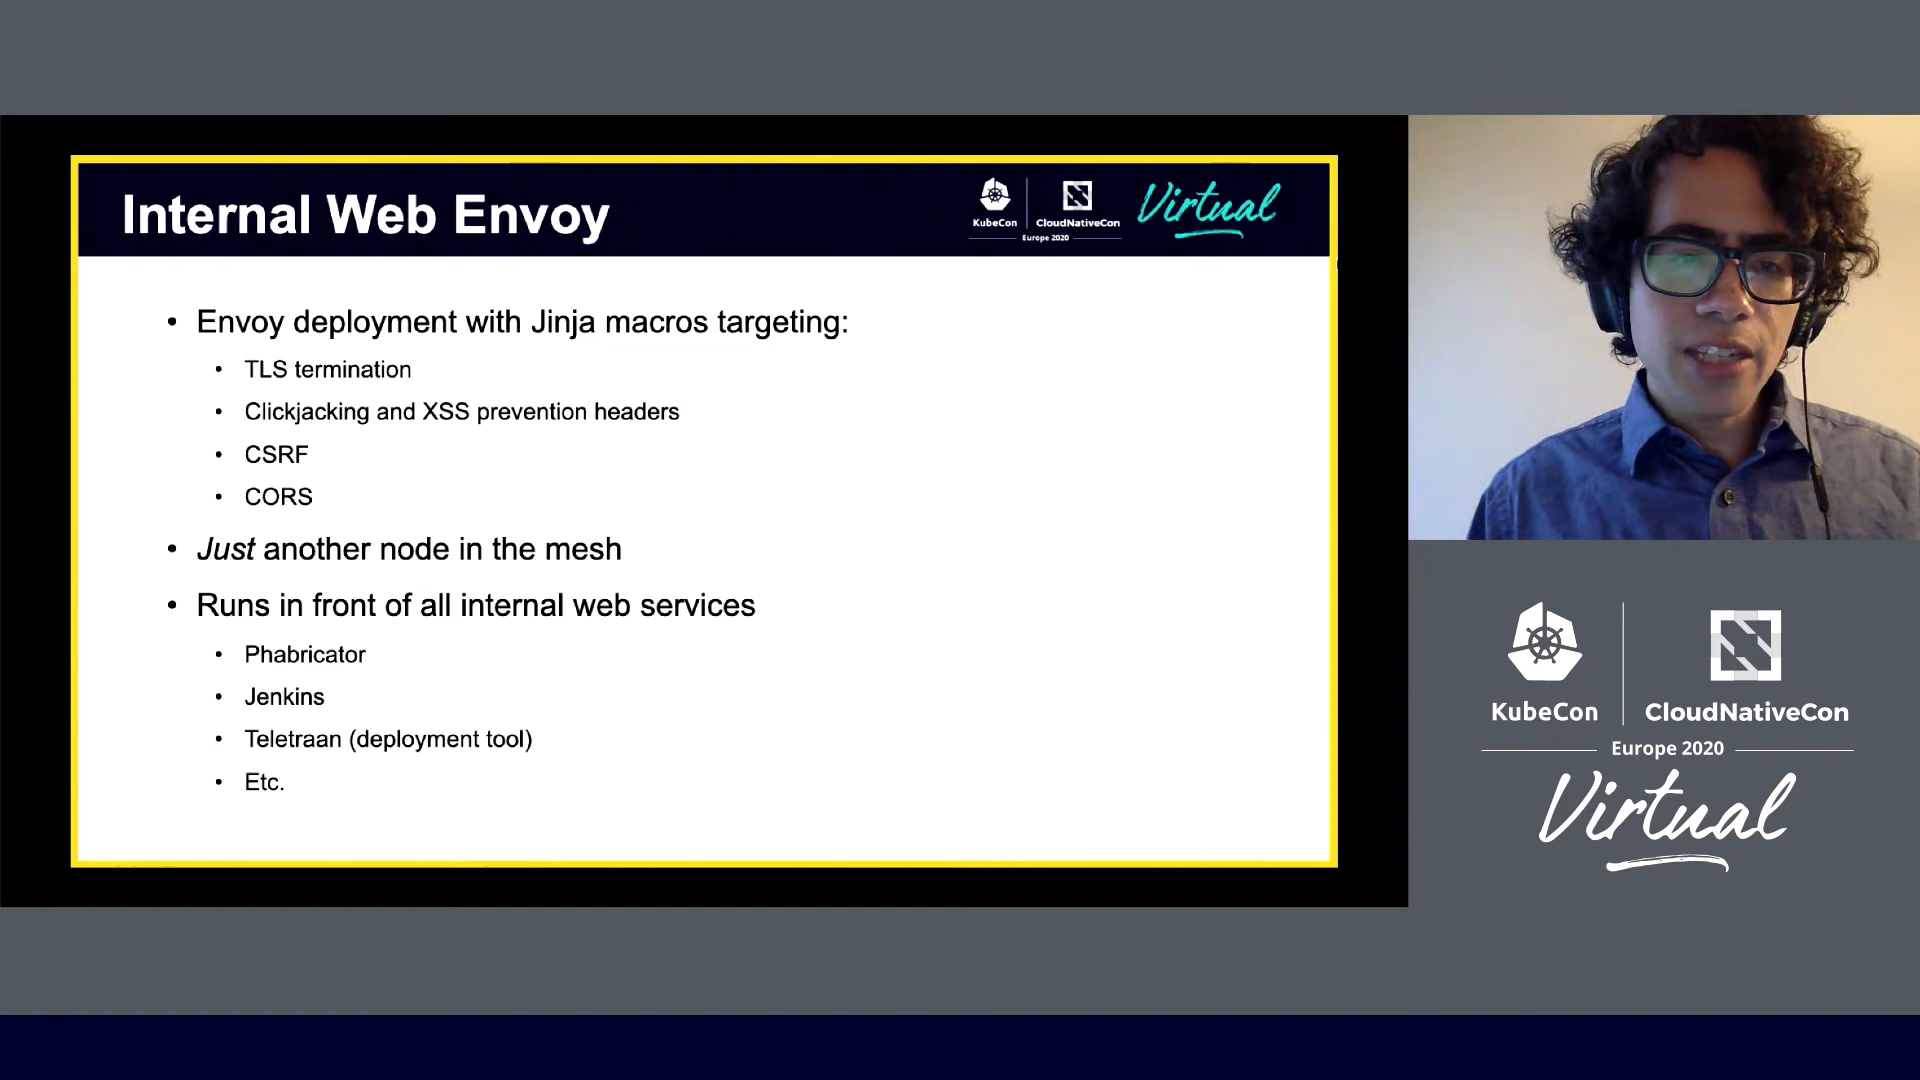 Internal Web Envoy
KubeCon
CloudNativeCon
Europe 2020
Virtual
• Envoy deployment with Jinja macros targeting:
• TLS termination
• Clickjacking and XSS prevention headers
• CSRF
• CORS
• Just another node in the mesh
• Runs in front of all internal web services
• Phabricator
• Jenkins
• Teletraan (deployment tool)
• Etc.
KubeCon
CloudNativeCon
Europe 2020
Virtual